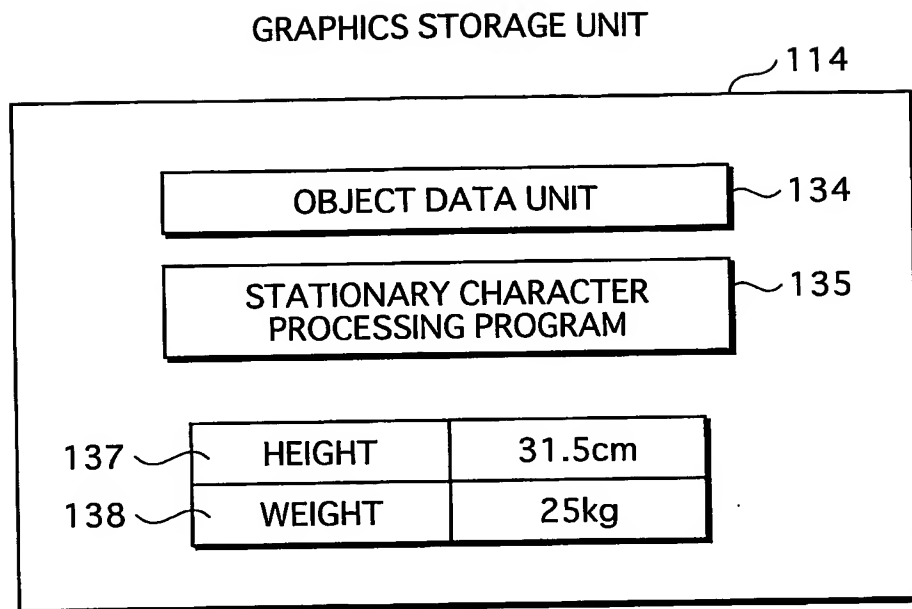 GRAPHICS STORAGE UNIT
114
OBJECT DATA UNIT
134
STATIONARY CHARACTER
PROCESSING PROGRAM
135
137
HEIGHT
31.5cm
138
WEIGHT
25kg